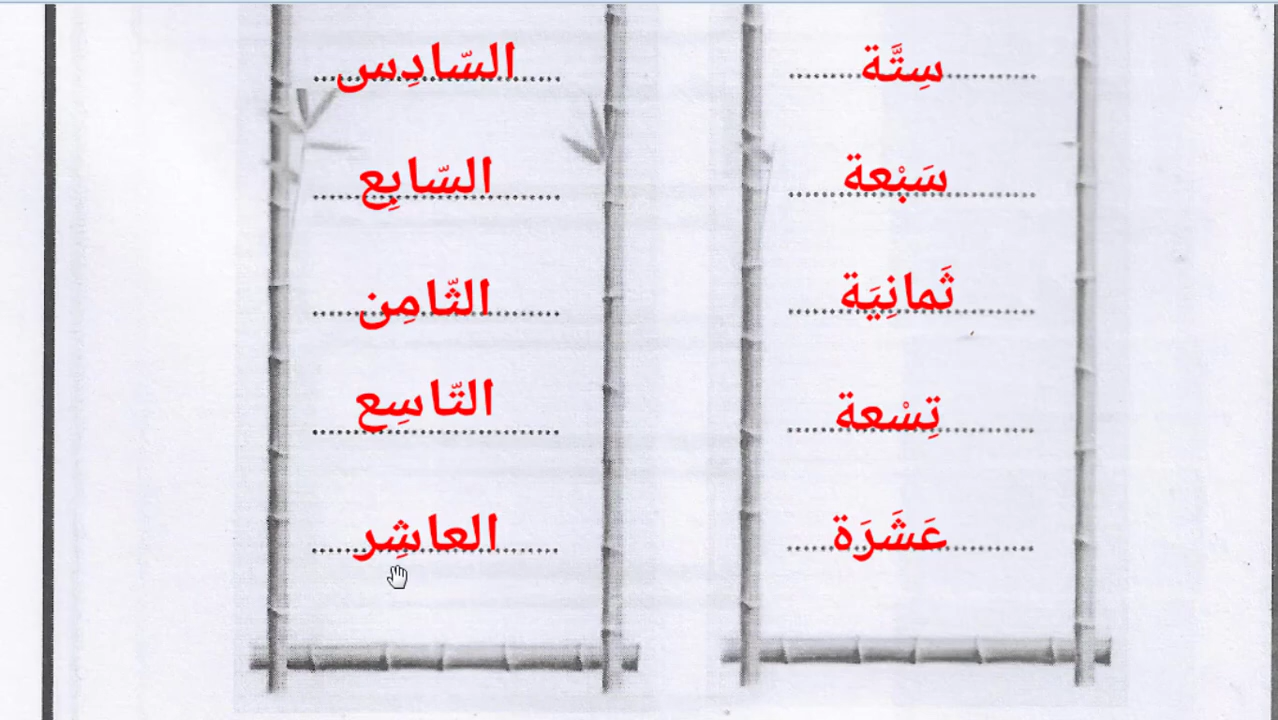 سِتَّة
السّادِس
سَبْعة
السّابِع
ثَمانِيَة
الثّامِن
تِسْعة
التّاسِع
عَشَرَة
العاشِر